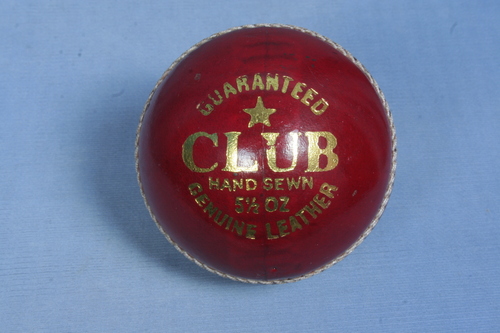 GUARANTEED
CLUB
HAND SEWN
5½ OZ
GENUINE LEATHER